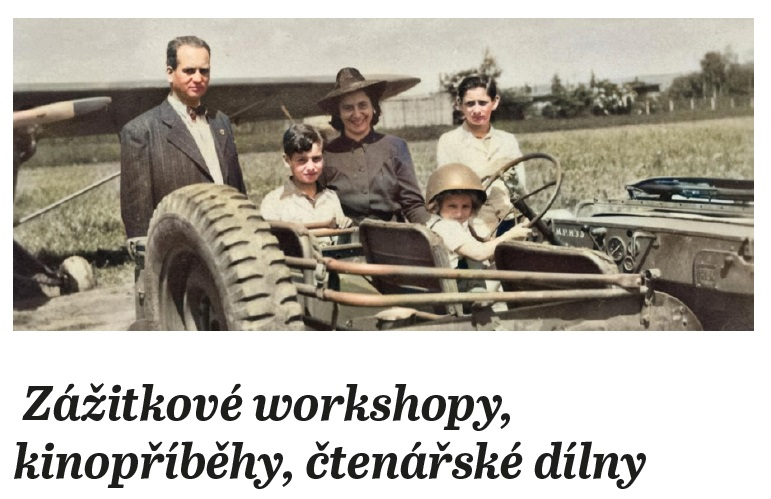 Zážitkové workshopy,
kinopříběhy, čtenářské dílny